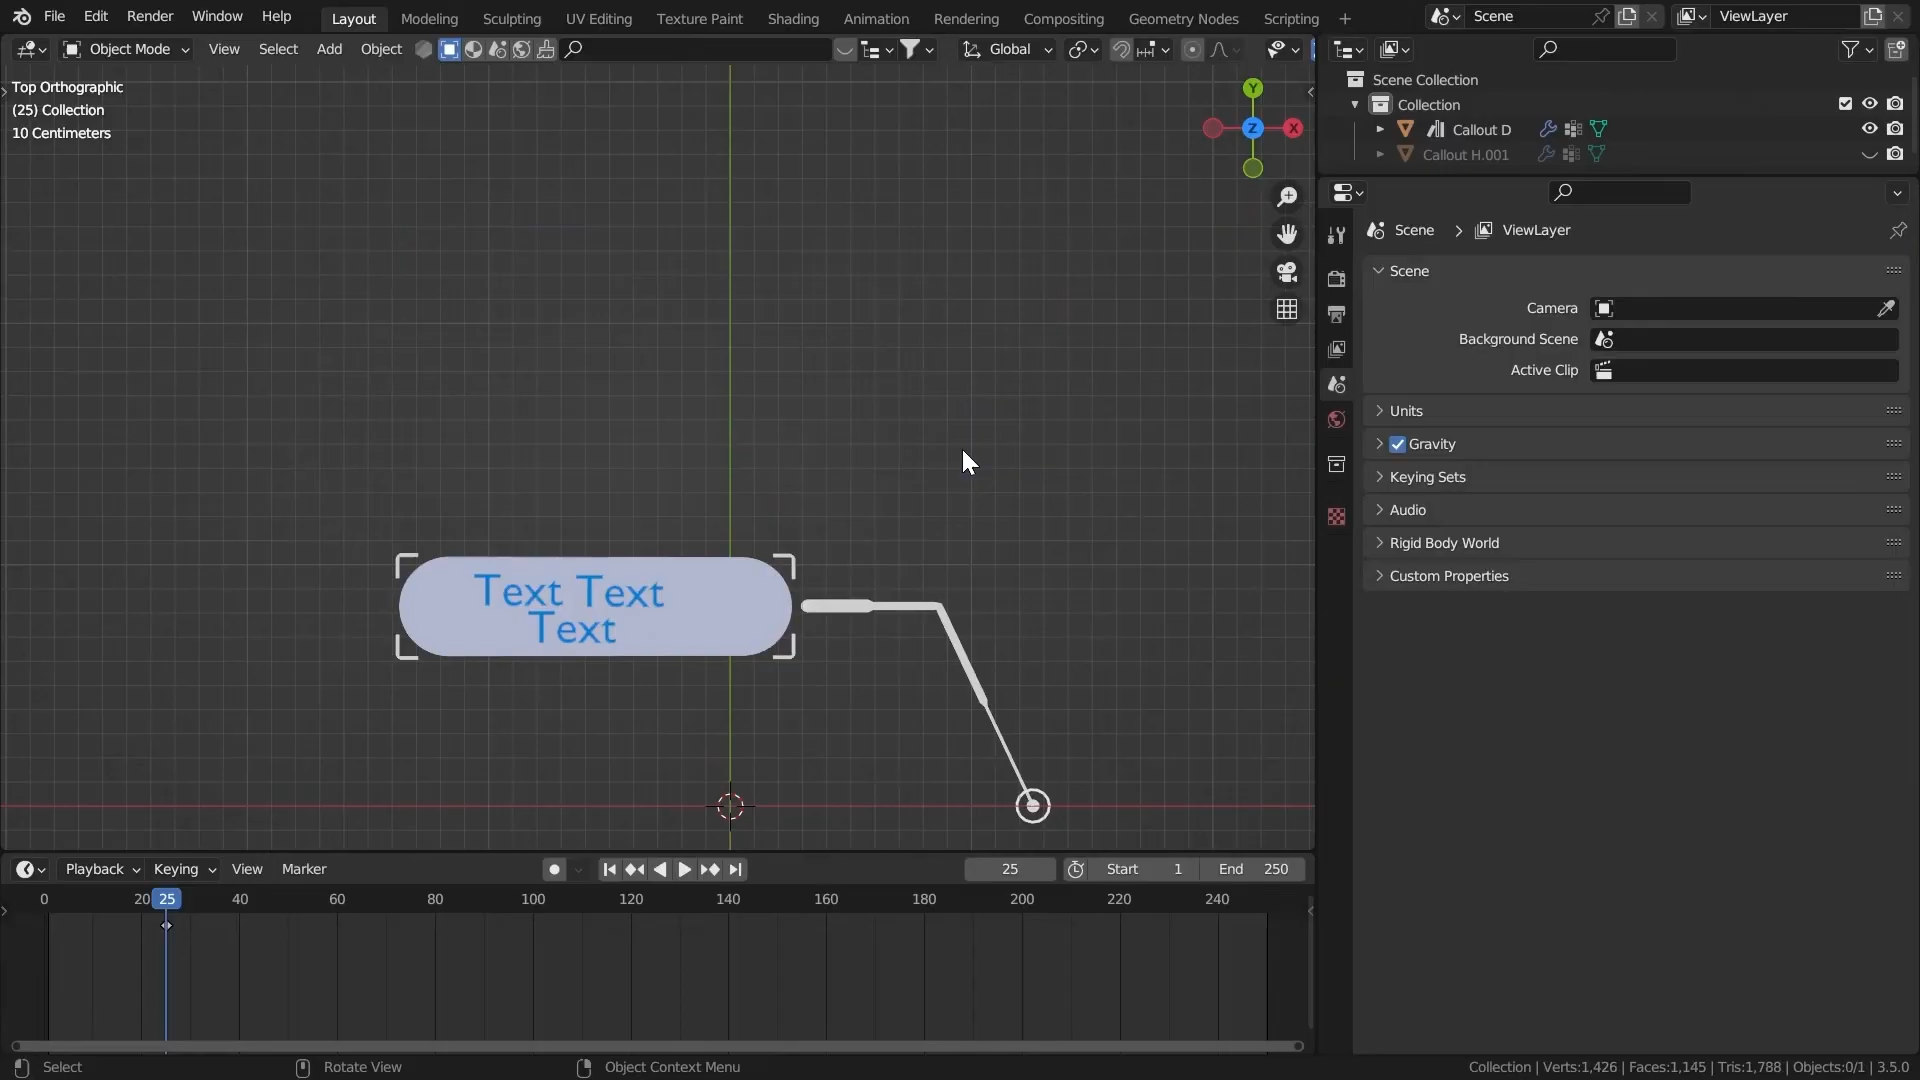 File Edit Render Window Help Layout Modeling Sculpting UV Editing Texture Paint Shading Animation Rendering Compositing Geometry Nodes Scripting + Scene ViewLayer
Object Mode View Select Add Object Global
Top Orthographic
(25) Collection
10 Centimeters
Y
Z X
Text Text
Text
Scene Collection
Collection
Callout D
Callout H.001
Scene > ViewLayer
Scene
Camera
Background Scene
Active Clip
Units
Gravity
Keying Sets
Audio
Rigid Body World
Custom Properties
Playback Keying View Marker 25 Start 1 End 250
0 20 25 40 60 80 100 120 140 160 180 200 220 240
Select Rotate View Object Context Menu Collection | Verts:1,426 | Faces:1,145 | Tris:1,788 | Objects:0/1 | 3.5.0